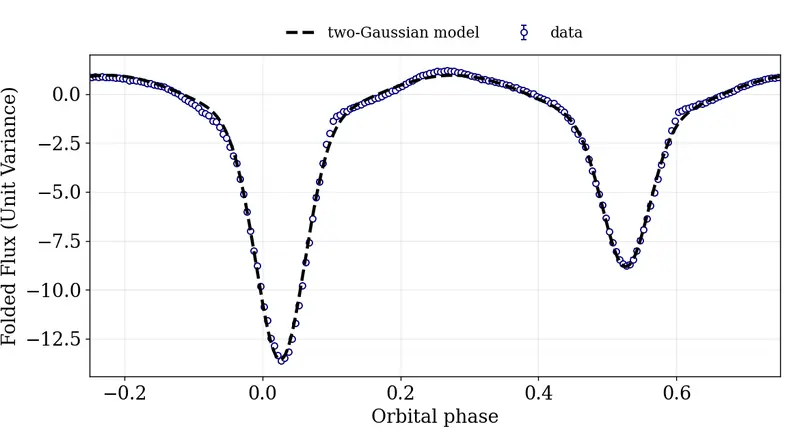 two-Gaussian model
data
Folded Flux (Unit Variance)
0.0
−2.5
−5.0
−7.5
−10.0
−12.5
−0.2
0.0
0.2
0.4
0.6
Orbital phase